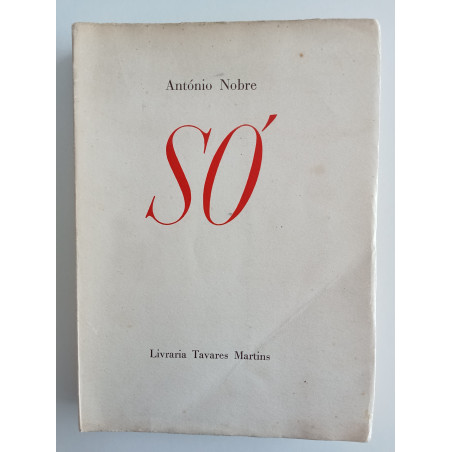 António Nobre
SÓ
Livraria Tavares Martins